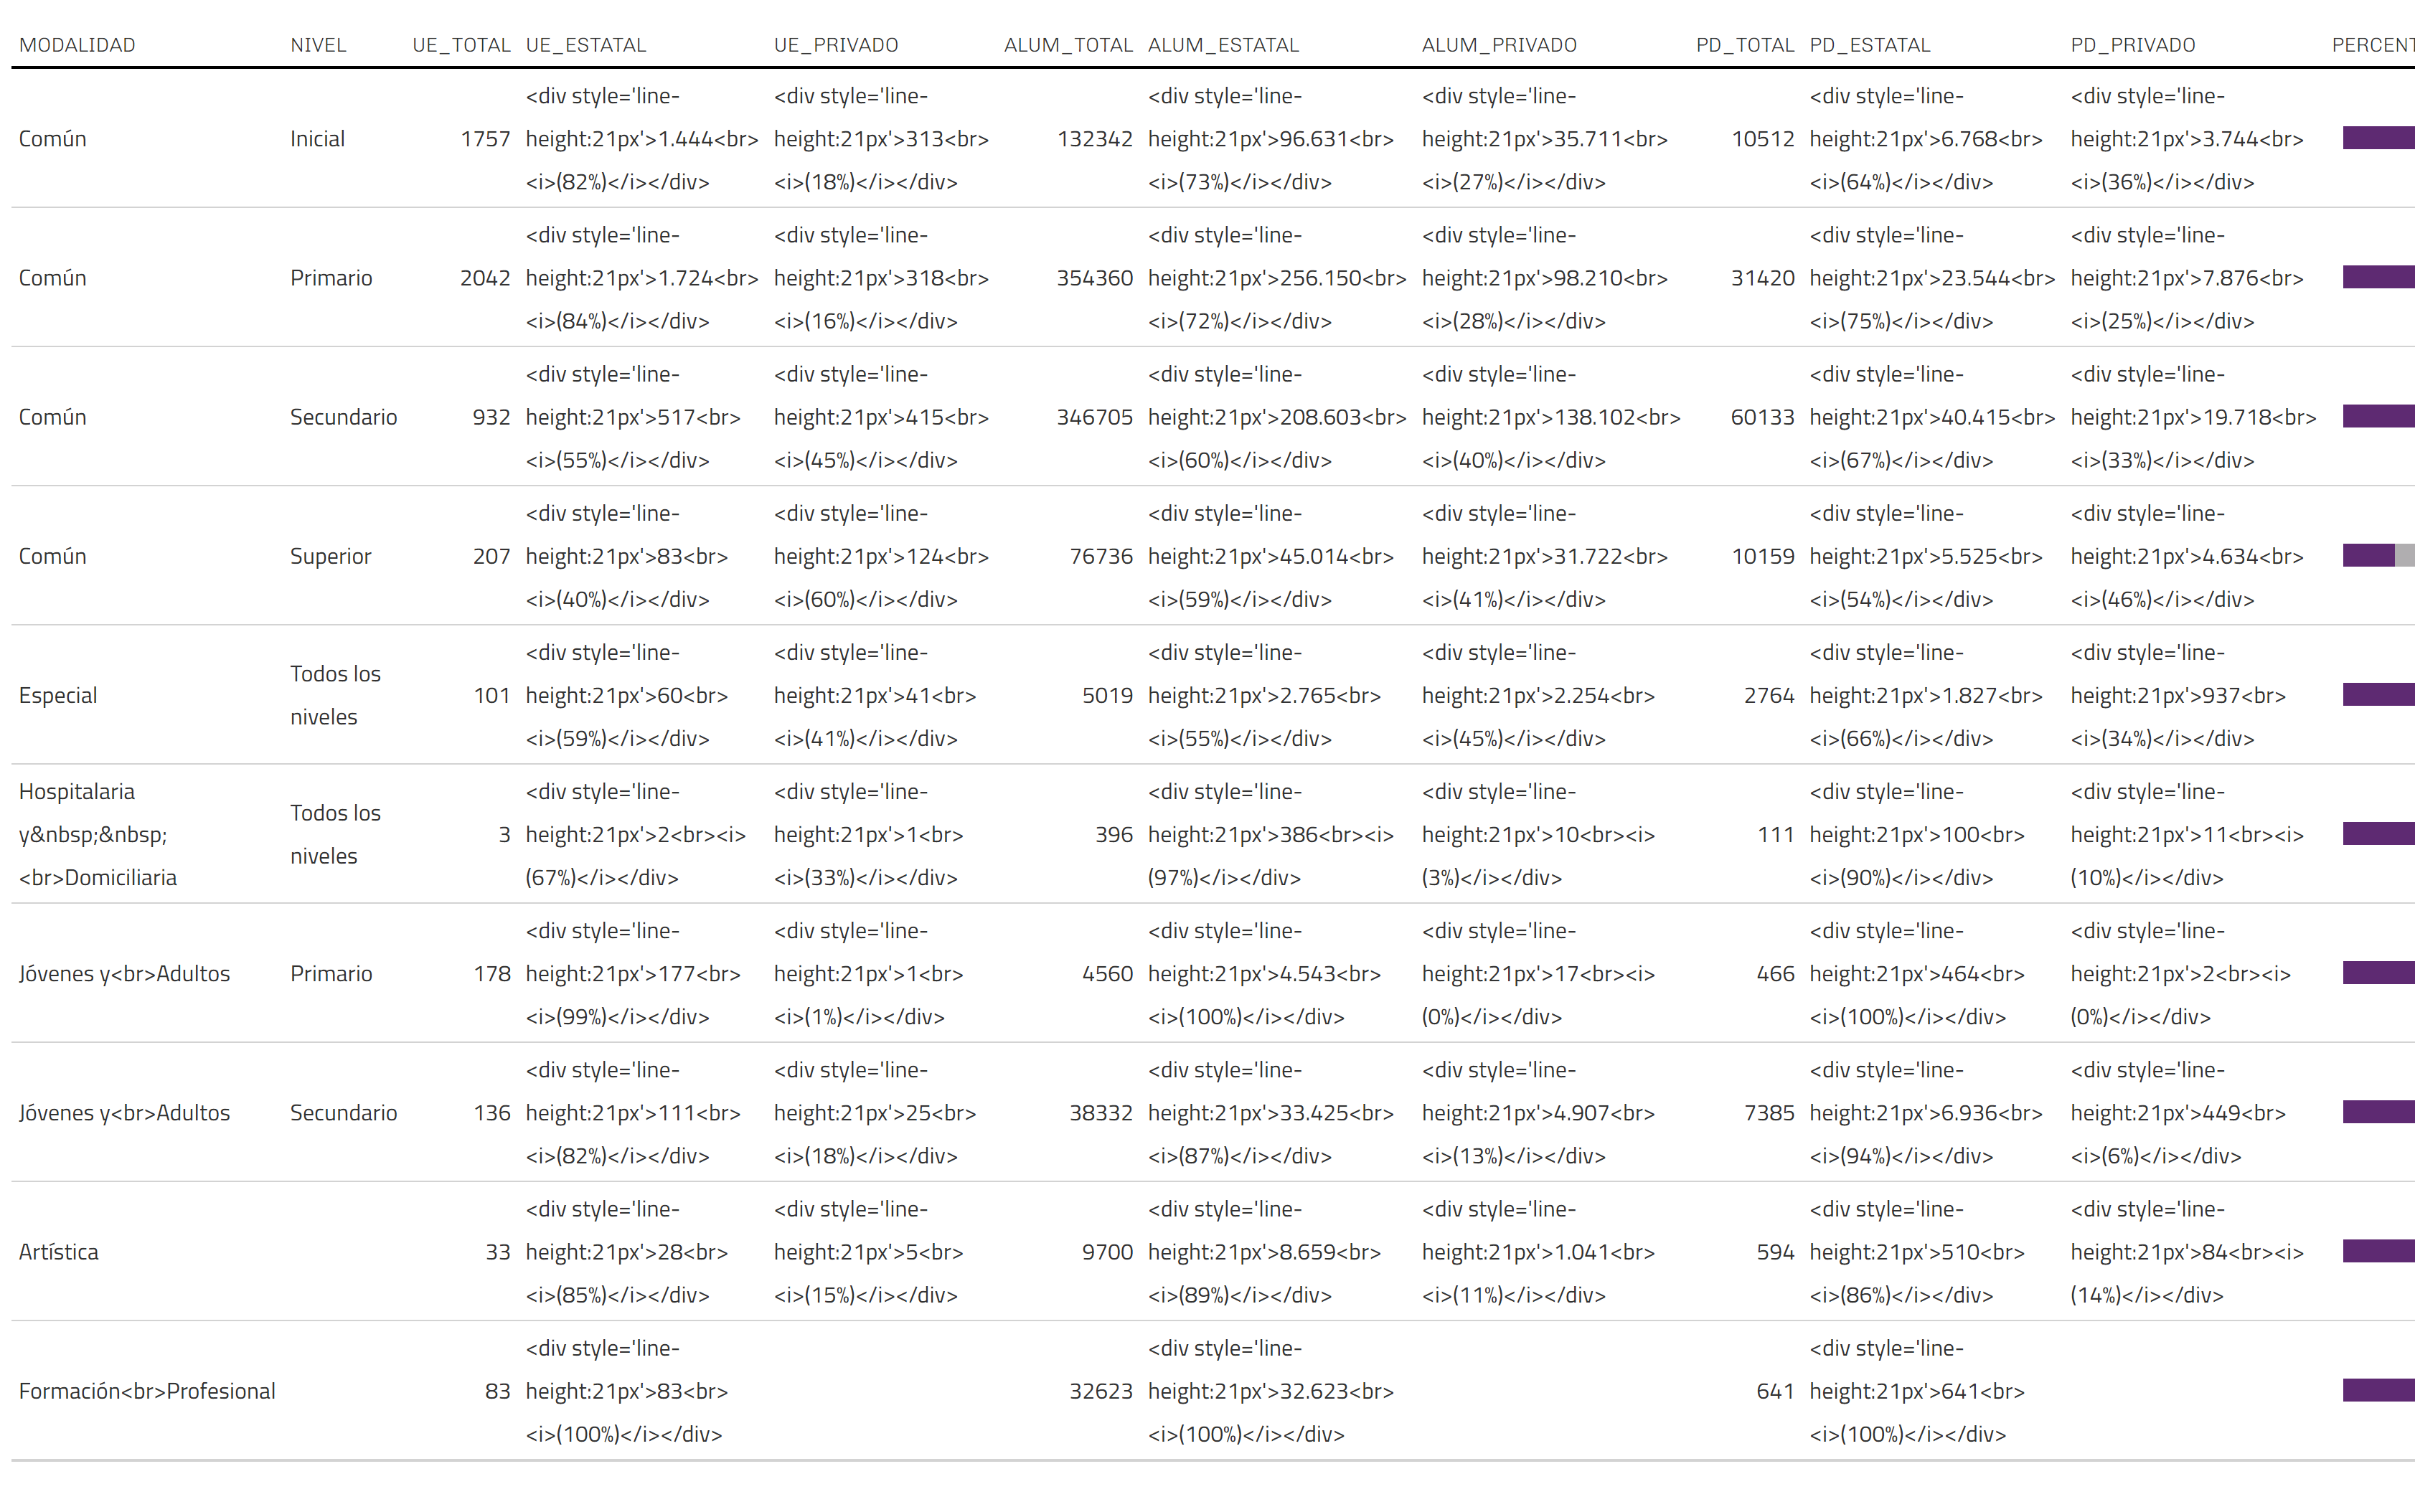 MODALIDAD NIVEL UE_TOTAL UE_ESTATAL UE_PRIVADO ALUM_TOTAL ALUM_ESTATAL ALUM_PRIVADO PD_TOTAL PD_ESTATAL PD_PRIVADO PERCENT
<div style='line- <div style='line- <div style='line- <div style='line- <div style='line- <div style='line-
Común Inicial 1757 height:21px'>1.444<br> height:21px'>313<br> 132342 height:21px'>96.631<br> height:21px'>35.711<br> 10512 height:21px'>6.768<br> height:21px'>3.744<br>
<i>(82%)</i></div> <i>(18%)</i></div> <i>(73%)</i></div> <i>(27%)</i></div> <i>(64%)</i></div> <i>(36%)</i></div>
<div style='line- <div style='line- <div style='line- <div style='line- <div style='line- <div style='line-
Común Primario 2042 height:21px'>1.724<br> height:21px'>318<br> 354360 height:21px'>256.150<br> height:21px'>98.210<br> 31420 height:21px'>23.544<br> height:21px'>7.876<br>
<i>(84%)</i></div> <i>(16%)</i></div> <i>(72%)</i></div> <i>(28%)</i></div> <i>(75%)</i></div> <i>(25%)</i></div>
<div style='line- <div style='line- <div style='line- <div style='line- <div style='line- <div style='line-
Común Secundario 932 height:21px'>517<br> height:21px'>415<br> 346705 height:21px'>208.603<br> height:21px'>138.102<br> 60133 height:21px'>40.415<br> height:21px'>19.718<br>
<i>(55%)</i></div> <i>(45%)</i></div> <i>(60%)</i></div> <i>(40%)</i></div> <i>(67%)</i></div> <i>(33%)</i></div>
<div style='line- <div style='line- <div style='line- <div style='line- <div style='line- <div style='line-
Común Superior 207 height:21px'>83<br> height:21px'>124<br> 76736 height:21px'>45.014<br> height:21px'>31.722<br> 10159 height:21px'>5.525<br> height:21px'>4.634<br>
<i>(40%)</i></div> <i>(60%)</i></div> <i>(59%)</i></div> <i>(41%)</i></div> <i>(54%)</i></div> <i>(46%)</i></div>
<div style='line- <div style='line- <div style='line- <div style='line- <div style='line- <div style='line-
Todos los
Especial 101 height:21px'>60<br> height:21px'>41<br> 5019 height:21px'>2.765<br> height:21px'>2.254<br> 2764 height:21px'>1.827<br> height:21px'>937<br>
niveles
<i>(59%)</i></div> <i>(41%)</i></div> <i>(55%)</i></div> <i>(45%)</i></div> <i>(66%)</i></div> <i>(34%)</i></div>
Hospitalaria <div style='line- <div style='line- <div style='line- <div style='line- <div style='line- <div style='line-
Todos los
y&nbsp;&nbsp; 3 height:21px'>2<br><i> height:21px'>1<br> 396 height:21px'>386<br><i> height:21px'>10<br><i> 111 height:21px'>100<br> height:21px'>11<br><i>
niveles
<br>Domiciliaria (67%)</i></div> <i>(33%)</i></div> (97%)</i></div> (3%)</i></div> <i>(90%)</i></div> (10%)</i></div>
<div style='line- <div style='line- <div style='line- <div style='line- <div style='line- <div style='line-
Jóvenes y<br>Adultos Primario 178 height:21px'>177<br> height:21px'>1<br> 4560 height:21px'>4.543<br> height:21px'>17<br><i> 466 height:21px'>464<br> height:21px'>2<br><i>
<i>(99%)</i></div> <i>(1%)</i></div> <i>(100%)</i></div> (0%)</i></div> <i>(100%)</i></div> (0%)</i></div>
<div style='line- <div style='line- <div style='line- <div style='line- <div style='line- <div style='line-
Jóvenes y<br>Adultos Secundario 136 height:21px'>111<br> height:21px'>25<br> 38332 height:21px'>33.425<br> height:21px'>4.907<br> 7385 height:21px'>6.936<br> height:21px'>449<br>
<i>(82%)</i></div> <i>(18%)</i></div> <i>(87%)</i></div> <i>(13%)</i></div> <i>(94%)</i></div> <i>(6%)</i></div>
<div style='line- <div style='line- <div style='line- <div style='line- <div style='line- <div style='line-
Artística 33 height:21px'>28<br> height:21px'>5<br> 9700 height:21px'>8.659<br> height:21px'>1.041<br> 594 height:21px'>510<br> height:21px'>84<br><i>
<i>(85%)</i></div> <i>(15%)</i></div> <i>(89%)</i></div> <i>(11%)</i></div> <i>(86%)</i></div> (14%)</i></div>
<div style='line- <div style='line- <div style='line-
Formación<br>Profesional 83 height:21px'>83<br> 32623 height:21px'>32.623<br> 641 height:21px'>641<br>
<i>(100%)</i></div> <i>(100%)</i></div> <i>(100%)</i></div>